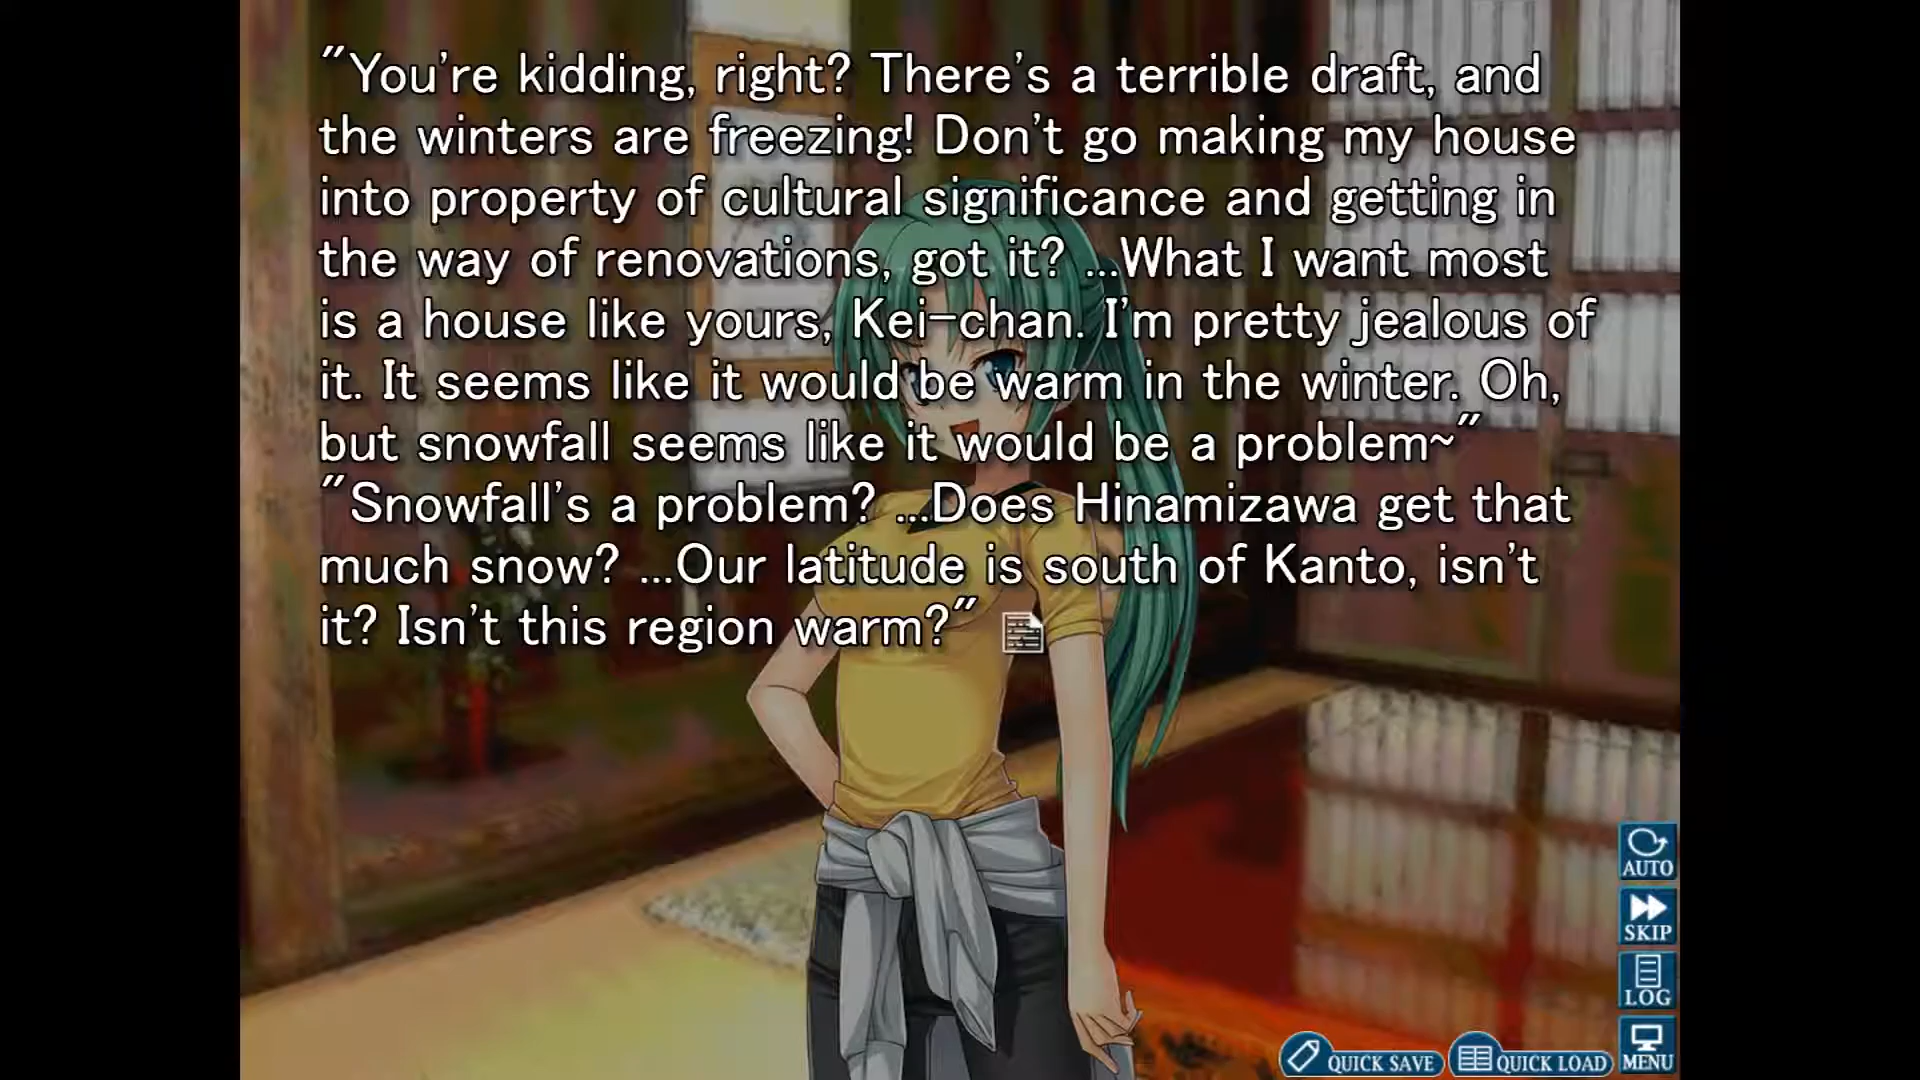 "You're kidding, right? There's a terrible draft, and
the winters are freezing! Don't go making my house
into property of cultural significance and getting in
the way of renovations, got it? ...What I want most
is a house like yours, Kei-chan. I'm pretty jealous of
it. It seems like it would be warm in the winter. Oh,
but snowfall seems like it would be a problem~"
"Snowfall's a problem? ...Does Hinamizawa get that
much snow? ...Our latitude is south of Kanto, isn't
it? Isn't this region warm?"
AUTO
SKIP
LOG
MENU
QUICK SAVE
QUICK LOAD